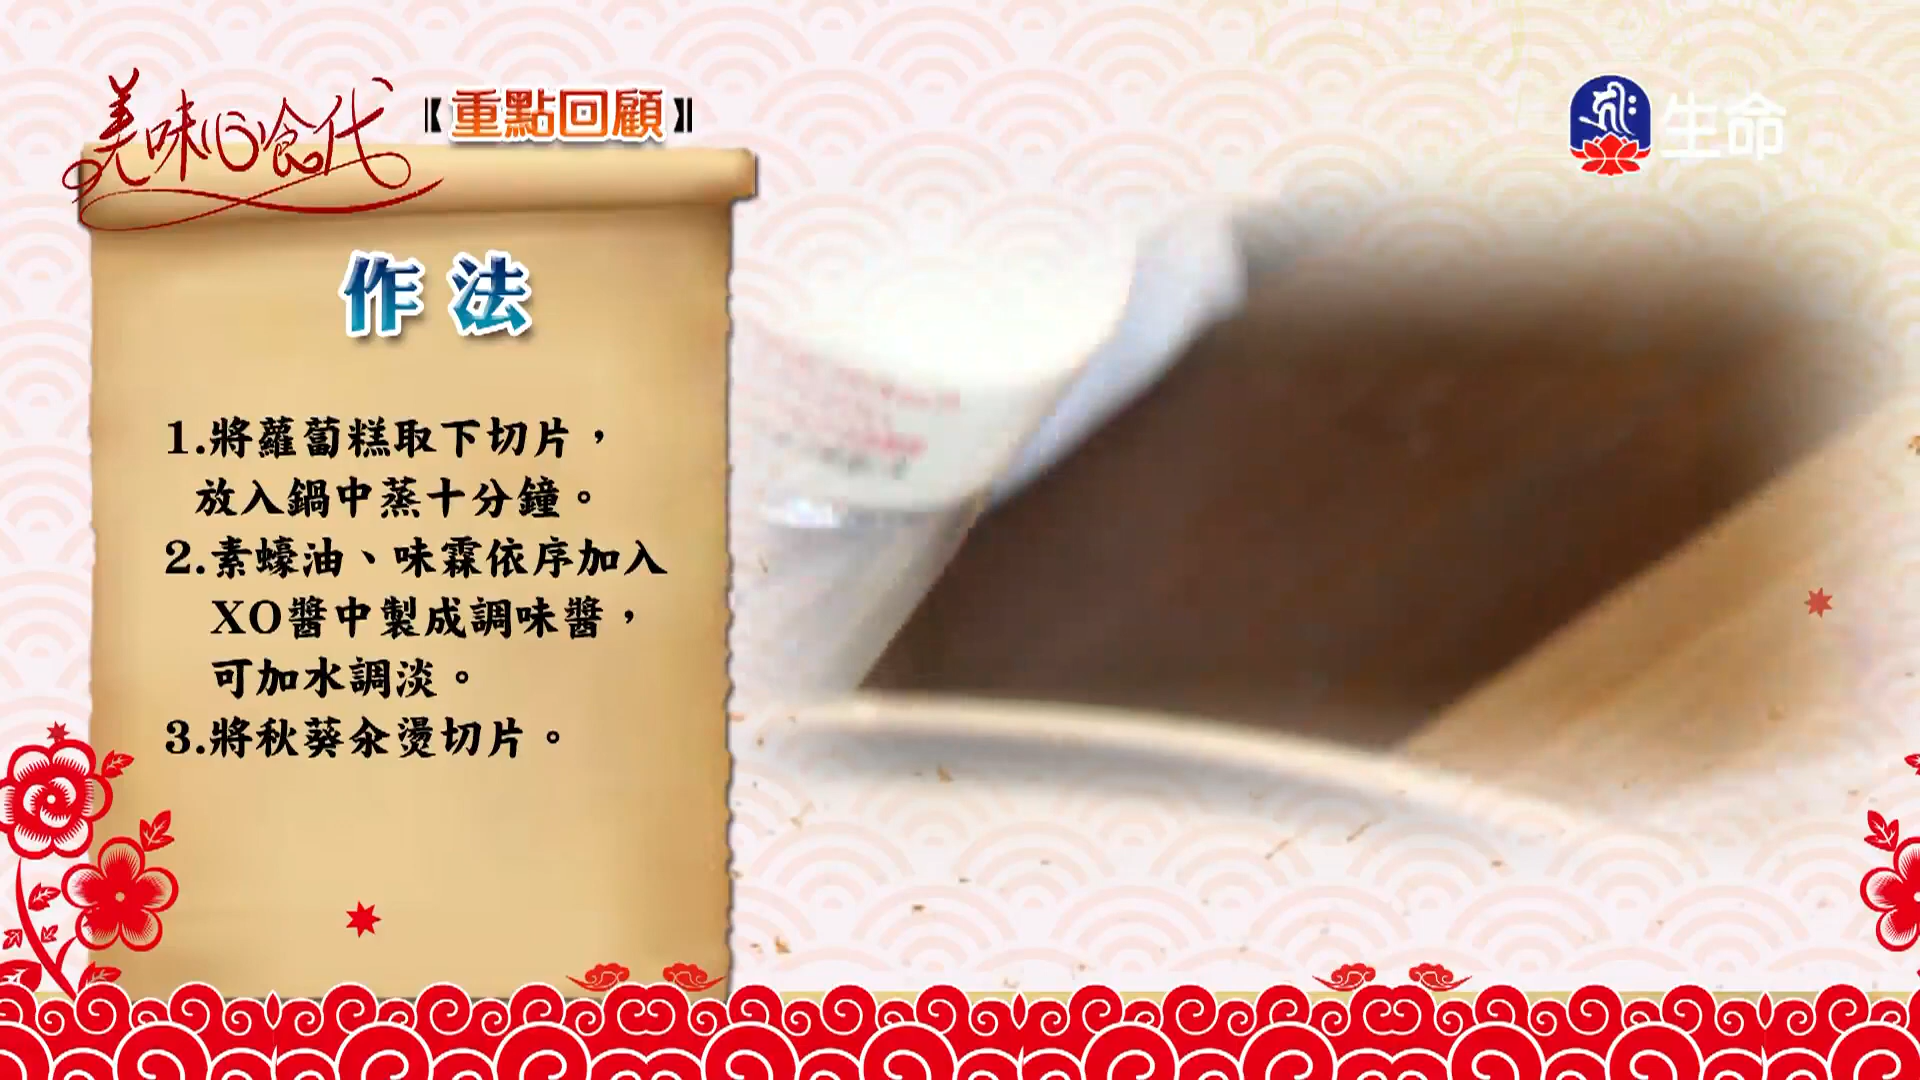 美味心食代
【重點回顧】
生命
作法
1.將蘿蔔糕取下切片，
放入鍋中蒸十分鐘。
2.素蠔油、味霖依序加入
XO醬中製成調味醬，
可加水調淡。
3.將秋葵汆燙切片。